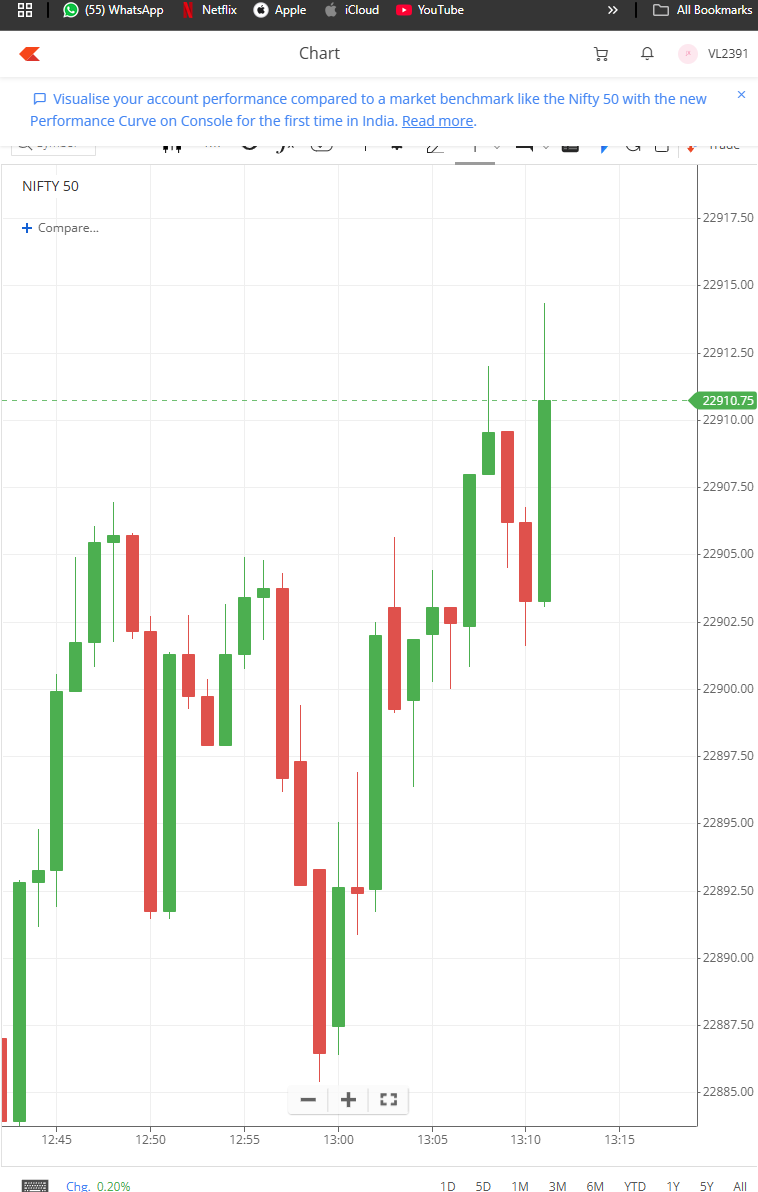 (55) WhatsApp Netflix Apple iCloud YouTube » All Bookmarks
Chart VL2391
Visualise your account performance compared to a market benchmark like the Nifty 50 with the new
Performance Curve on Console for the first time in India. Read more.
NIFTY 50
+ Compare...
22917.50
22915.00
22912.50
22910.75
22910.00
22907.50
22905.00
22902.50
22900.00
22897.50
22895.00
22892.50
22890.00
22887.50
22885.00
12:45 12:50 12:55 13:00 13:05 13:10 13:15
Chg. 0.20% 1D 5D 1M 3M 6M YTD 1Y 5Y All